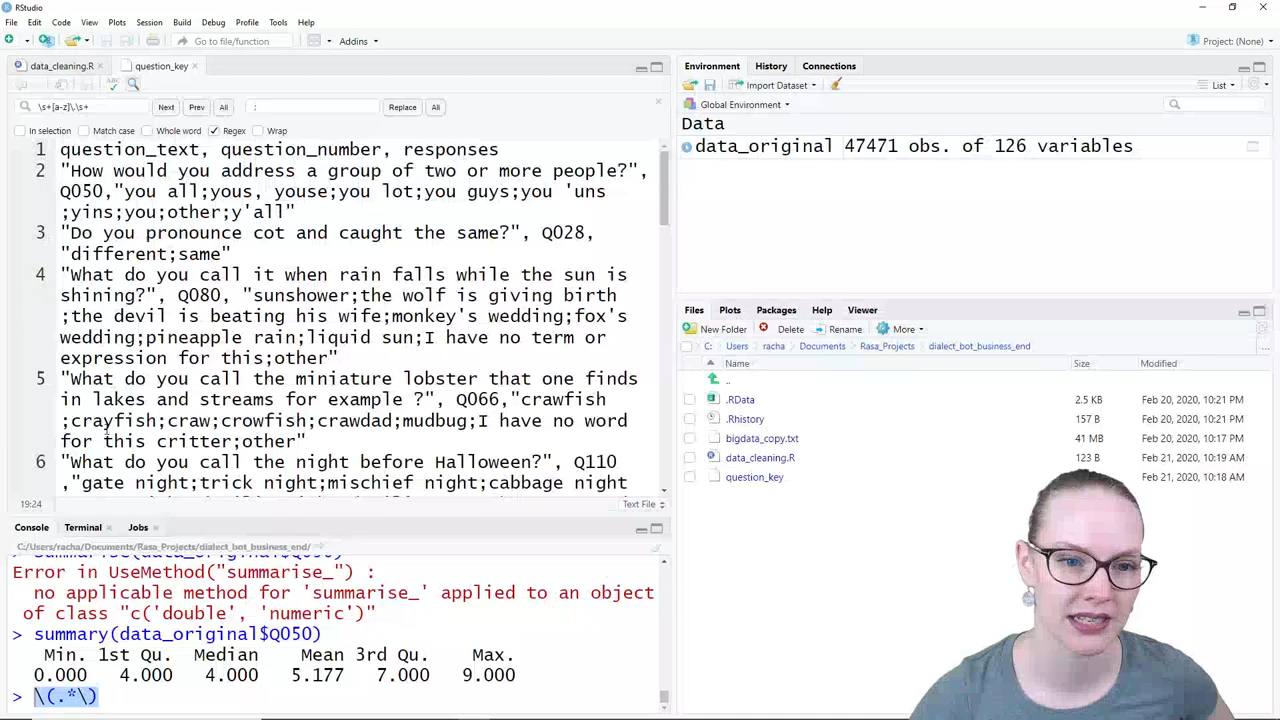 RStudio
File Edit Code View Plots Session Build Debug Profile Tools Help
Go to file/function Addins Project: (None)
data_cleaning.R question_key
\s+[a-z]\.\s+ Next Prev All ; Replace All
In selection Match case Whole word Regex Wrap
1 question_text, question_number, responses
2 "How would you address a group of two or more people?",
Q050,"you all;yous, youse;you lot;you guys;you 'uns
;yins;you;other;y'all"
3 "Do you pronounce cot and caught the same?", Q028,
"different;same"
4 "What do you call it when rain falls while the sun is
shining?", Q080, "sunshower;the wolf is giving birth
;the devil is beating his wife;monkey's wedding;fox's
wedding;pineapple rain;liquid sun;I have no term or
expression for this;other"
5 "What do you call the miniature lobster that one finds
in lakes and streams for example ?", Q066,"crawfish
;crayfish;craw;crowfish;crawdad;mudbug;I have no word
for this critter;other"
6 "What do you call the night before Halloween?", Q110
,"gate night;trick night;mischief night;cabbage night
19:24 Text File
Console Terminal Jobs
C:/Users/racha/Documents/Rasa_Projects/dialect_bot_business_end/
> summarise(data_original$Q050)
Error in UseMethod("summarise_") :
no applicable method for 'summarise_' applied to an object
of class "c('double', 'numeric')"
> summary(data_original$Q050)
Min. 1st Qu. Median Mean 3rd Qu. Max.
0.000 4.000 4.000 5.177 7.000 9.000
> \(.*\)
Environment History Connections
Import Dataset List
Global Environment
Data
data_original 47471 obs. of 126 variables
Files Plots Packages Help Viewer
New Folder Delete Rename More
C: Users racha Documents Rasa_Projects dialect_bot_business_end ...
Name Size Modified
..
.RData 2.5 KB Feb 20, 2020, 10:21 PM
.Rhistory 157 B Feb 20, 2020, 10:21 PM
bigdata_copy.txt 41 MB Feb 20, 2020, 10:17 PM
data_cleaning.R 123 B Feb 21, 2020, 10:19 AM
question_key Feb 21, 2020, 10:18 AM